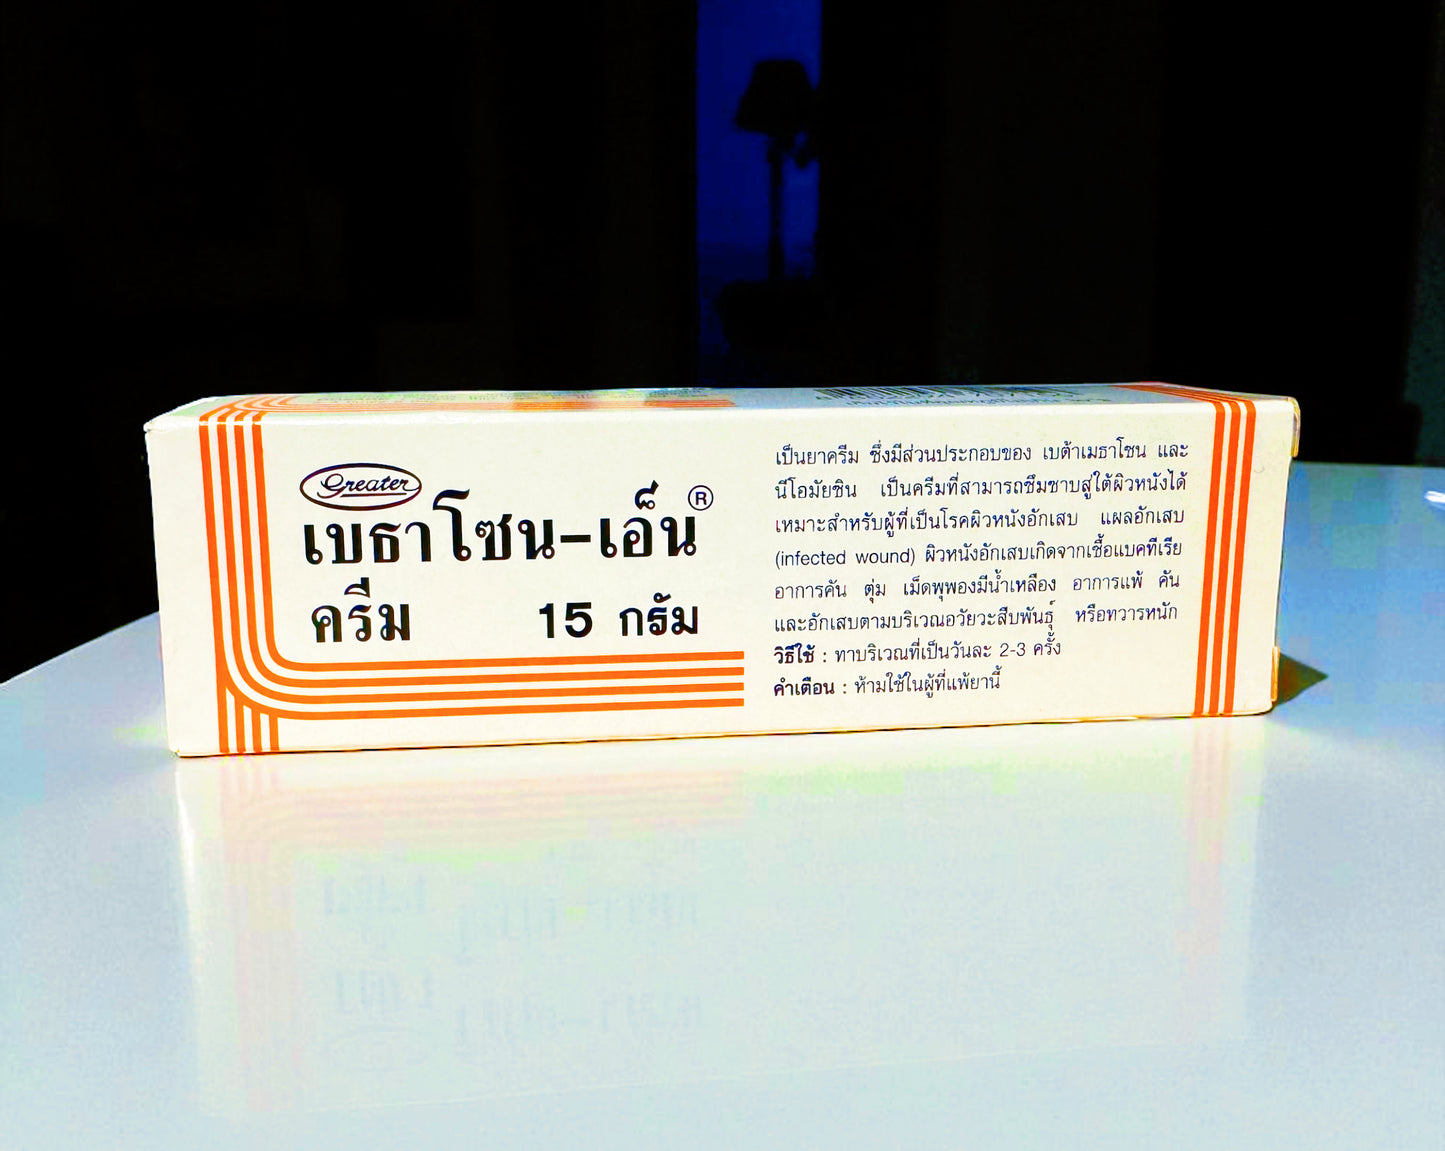 Greater
เบธาโซน-เอ็น®
ครีม 15 กรัม
เป็นยาครีม ซึ่งมีส่วนประกอบของ เบต้าเมธาโซน และ
นีโอมัยซิน เป็นครีมที่สามารถซึมซาบสู่ใต้ผิวหนังได้
เหมาะสำหรับผู้ที่เป็นโรคผิวหนังอักเสบ แผลอักเสบ
(infected wound) ผิวหนังอักเสบเกิดจากเชื้อแบคทีเรีย
อาการคัน ตุ่ม เม็ดพุพองมีน้ำเหลือง อาการแพ้ คัน
และอักเสบตามบริเวณอวัยวะสืบพันธุ์ หรือทวารหนัก
วิธีใช้ : ทาบริเวณที่เป็นวันละ 2-3 ครั้ง
คำเตือน : ห้ามใช้ในผู้ที่แพ้ยานี้